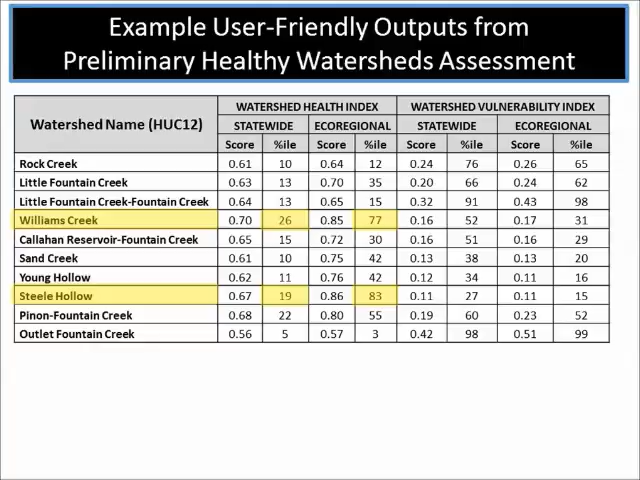 Example User-Friendly Outputs from
Preliminary Healthy Watersheds Assessment
Watershed Name (HUC12) WATERSHED HEALTH INDEX WATERSHED VULNERABILITY INDEX
STATEWIDE ECOREGIONAL STATEWIDE ECOREGIONAL
Score %ile Score %ile Score %ile Score %ile
Rock Creek 0.61 10 0.64 12 0.24 76 0.26 65
Little Fountain Creek 0.63 13 0.70 35 0.20 66 0.24 62
Little Fountain Creek-Fountain Creek 0.64 13 0.65 15 0.32 91 0.43 98
Williams Creek 0.70 26 0.85 77 0.16 52 0.17 31
Callahan Reservoir-Fountain Creek 0.65 15 0.72 30 0.16 51 0.16 29
Sand Creek 0.61 10 0.75 42 0.13 38 0.13 20
Young Hollow 0.62 11 0.76 42 0.12 34 0.11 16
Steele Hollow 0.67 19 0.86 83 0.11 27 0.11 15
Pinon-Fountain Creek 0.68 22 0.80 55 0.19 60 0.23 52
Outlet Fountain Creek 0.56 5 0.57 3 0.42 98 0.51 99